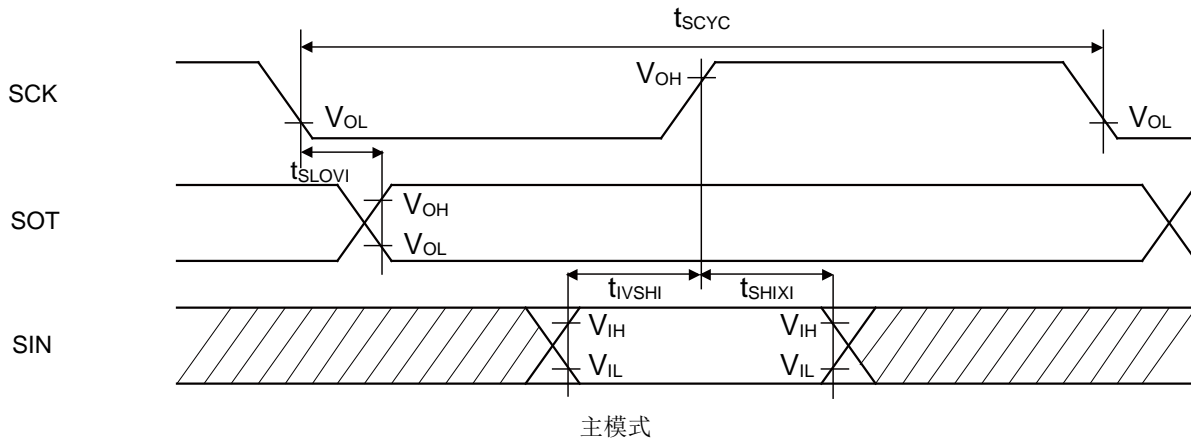 tSCYC
SCK
VOH
VOL
VOL
tSLOVI
SOT
VOH
VOL
tIVSHI
tSHIXI
SIN
VIH
VIH
VIL
VIL
主模式